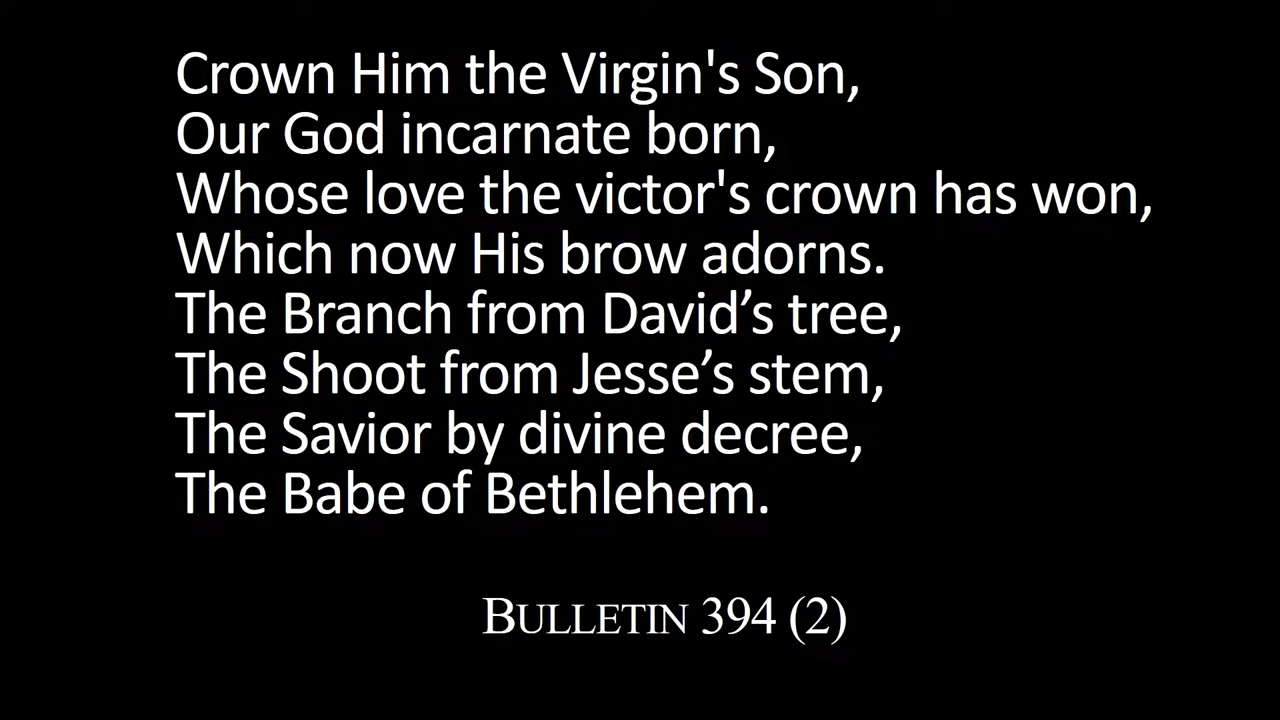 Crown Him the Virgin's Son,
Our God incarnate born,
Whose love the victor's crown has won,
Which now His brow adorns.
The Branch from David’s tree,
The Shoot from Jesse’s stem,
The Savior by divine decree,
The Babe of Bethlehem.
BULLETIN 394 (2)